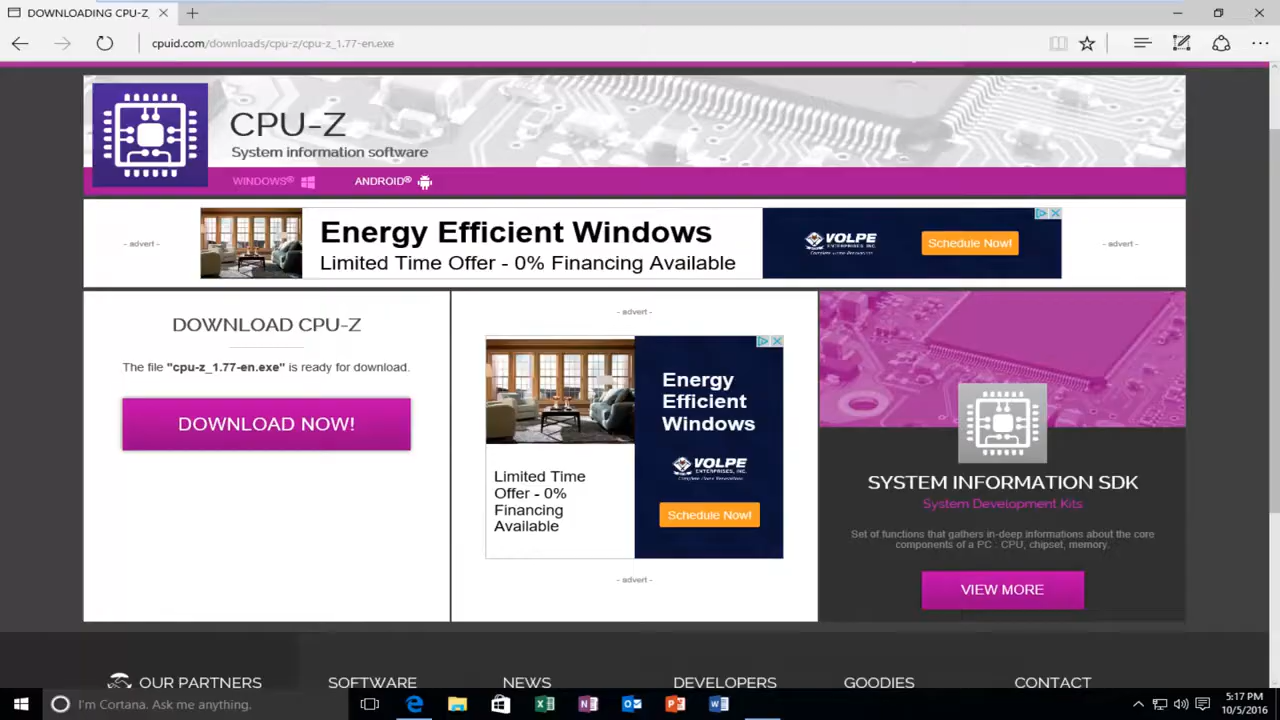 DOWNLOADING CPU-Z
cpuid.com/downloads/cpu-z/cpu-z_1.77-en.exe
CPU-Z
System information software
WINDOWS®
ANDROID®
- advert -
Energy Efficient Windows
Limited Time Offer - 0% Financing Available
VOLPE
ENTERPRISES, INC.
Schedule Now!
- advert -
DOWNLOAD CPU-Z
The file "cpu-z_1.77-en.exe" is ready for download.
DOWNLOAD NOW!
- advert -
Energy
Efficient
Windows
Limited Time
Offer - 0%
Financing
Available
VOLPE
ENTERPRISES, INC.
Schedule Now!
- advert -
SYSTEM INFORMATION SDK
System Development Kits
Set of functions that gathers in-deep informations about the core
components of a PC : CPU, chipset, memory.
VIEW MORE
OUR PARTNERS
SOFTWARE
NEWS
DEVELOPERS
GOODIES
CONTACT
I'm Cortana. Ask me anything.
5:17 PM
10/5/2016